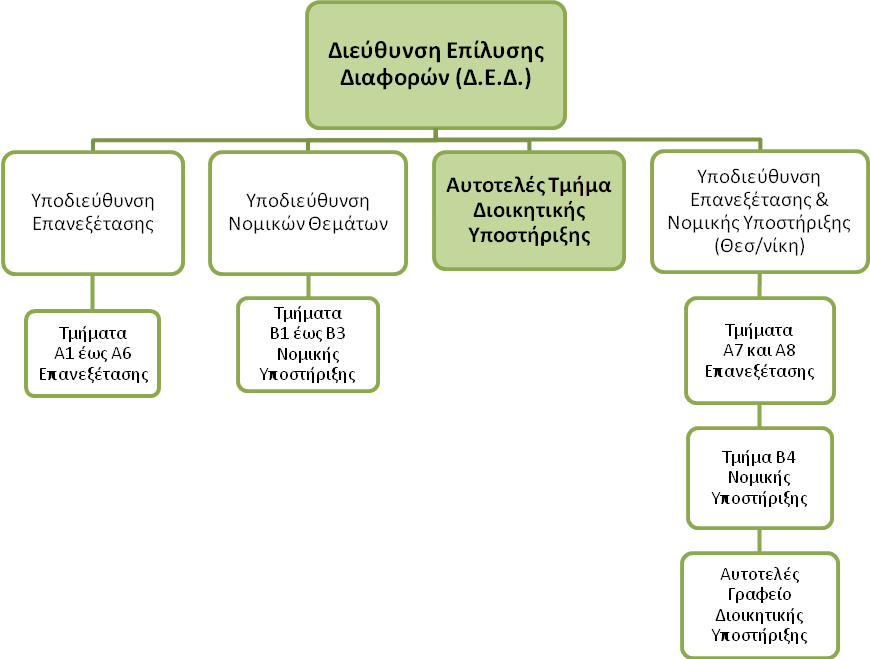 Διεύθυνση Επίλυσης
Διαφορών (Δ.Ε.Δ.)
Υποδιεύθυνση
Επανεξέτασης
Υποδιεύθυνση
Νομικών Θεμάτων
Αυτοτελές Τμήμα
Διοικητικής
Υποστήριξης
Υποδιεύθυνση
Επανεξέτασης &
Νομικής Υποστήριξης
(Θεσ/νίκη)
Τμήματα
Α1 έως Α6
Επανεξέτασης
Τμήματα
Β1 έως Β3
Νομικής
Υποστήριξης
Τμήματα
Α7 και Α8
Επανεξέτασης
Τμήμα Β4
Νομικής
Υποστήριξης
Αυτοτελές
Γραφείο
Διοικητικής
Υποστήριξης